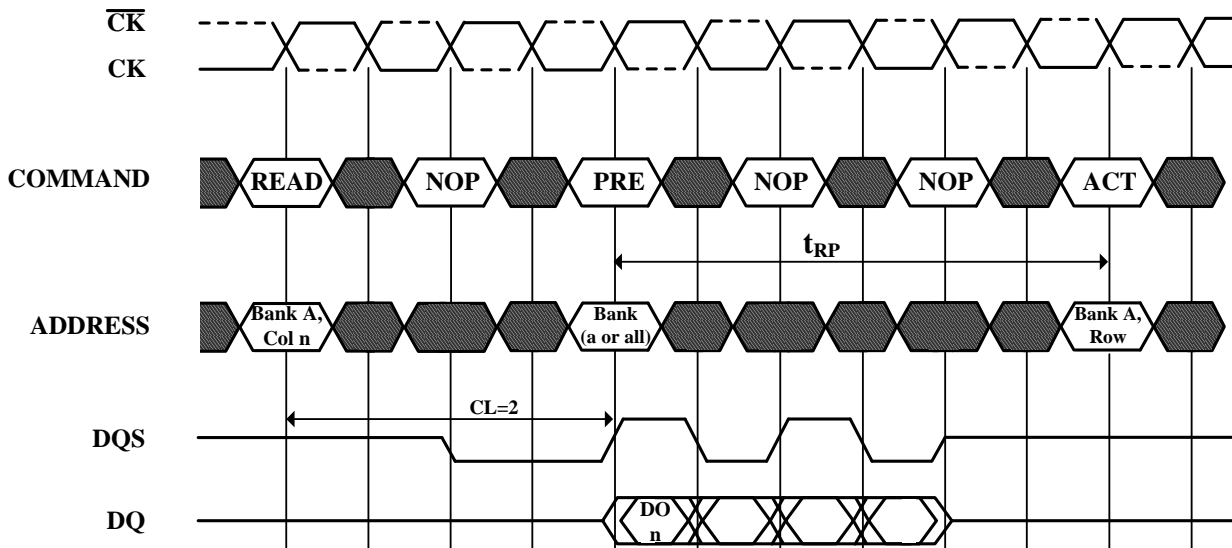 C̅K̅
CK
COMMAND
READ
NOP
PRE
NOP
NOP
ACT
tRP
ADDRESS
Bank A,
Col n
Bank
(a or all)
Bank A,
Row
CL=2
DQS
DQ
DO
n